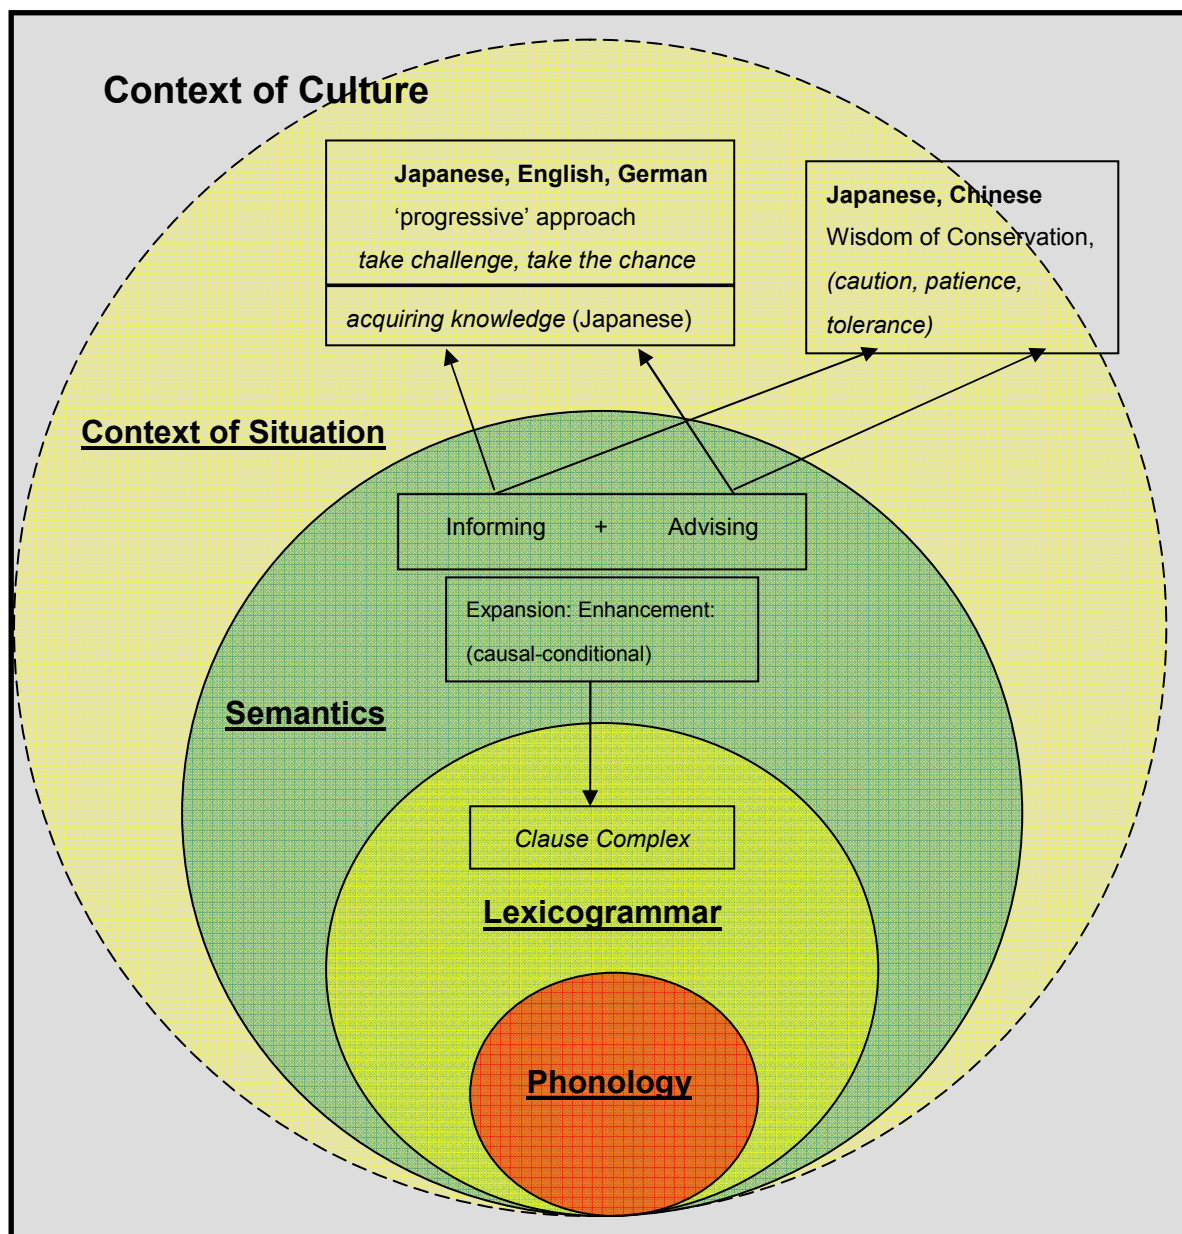 Context of Culture
Japanese, English, German
‘progressive’ approach
take challenge, take the chance
acquiring knowledge (Japanese)
Japanese, Chinese
Wisdom of Conservation,
(caution, patience,
tolerance)
Context of Situation
Informing + Advising
Expansion: Enhancement:
(causal-conditional)
Semantics
Clause Complex
Lexicogrammar
Phonology